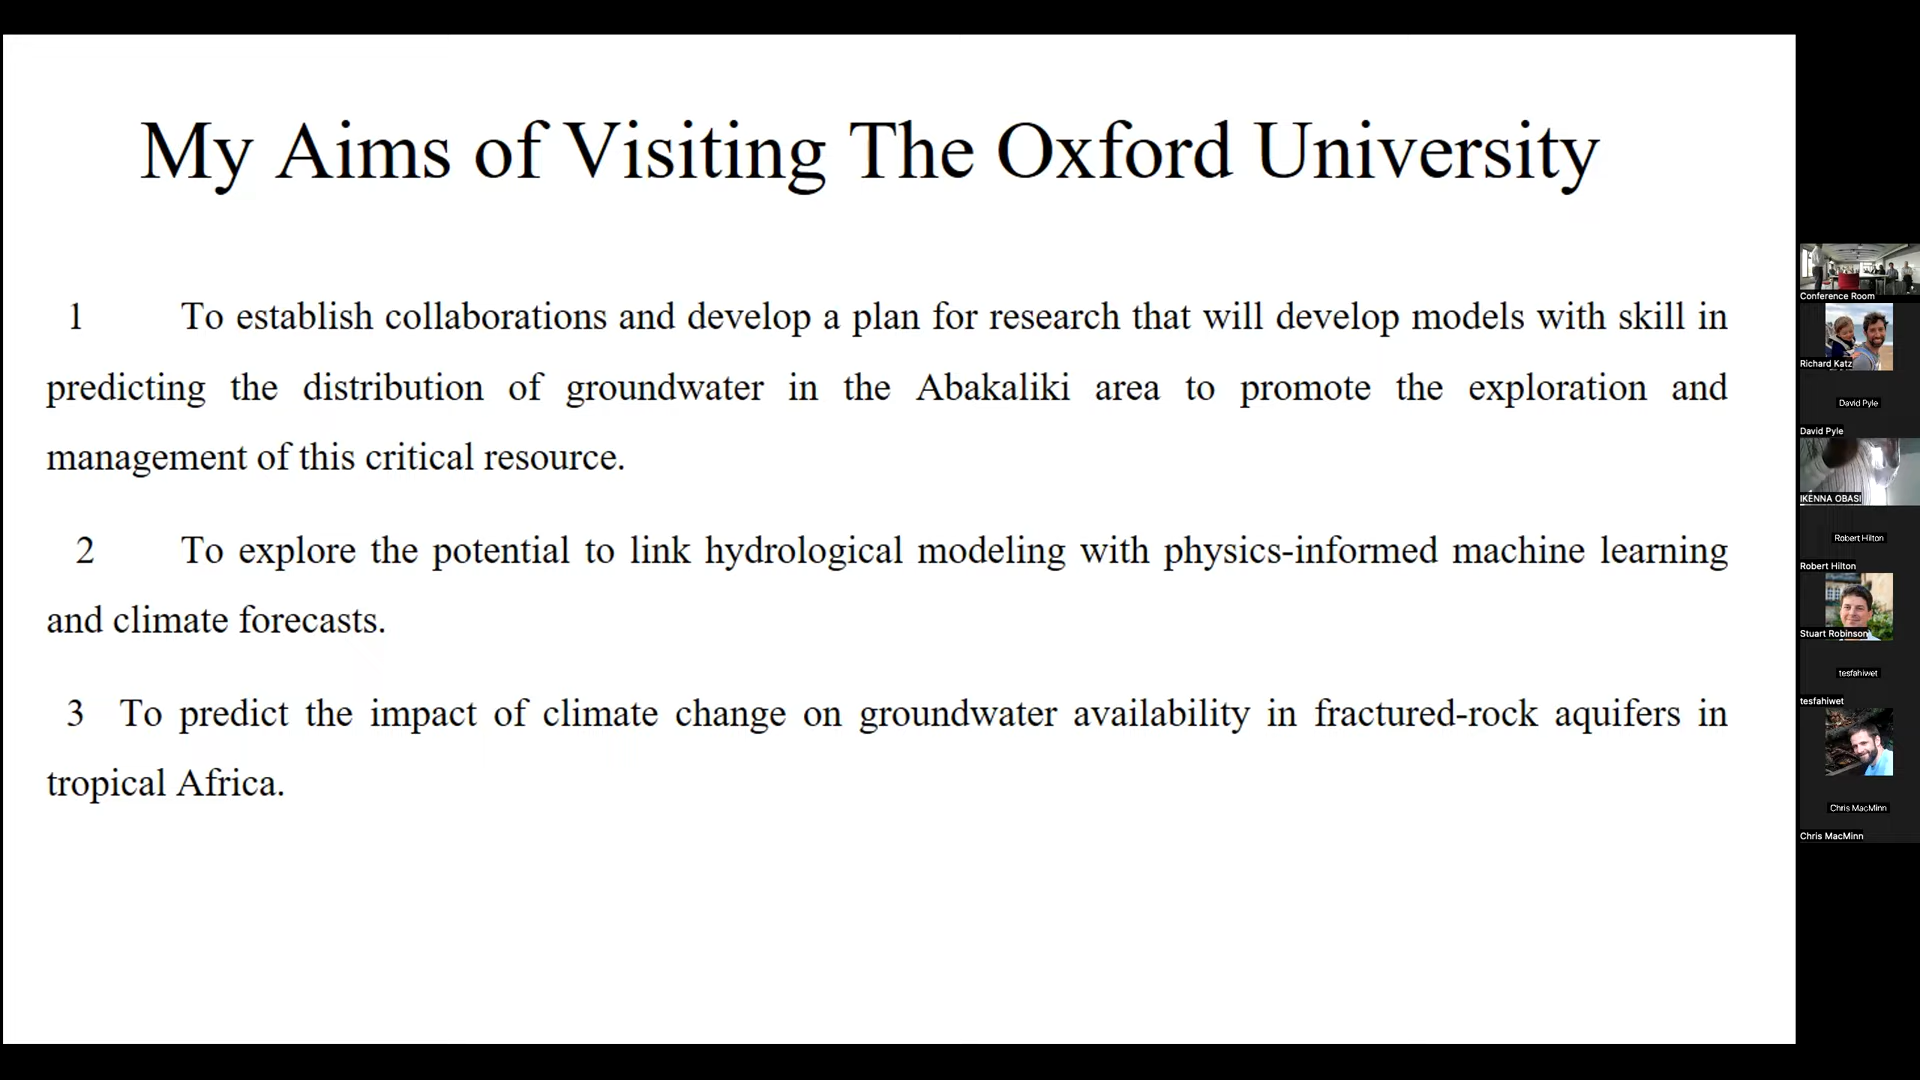 My Aims of Visiting The Oxford University
1 To establish collaborations and develop a plan for research that will develop models with skill in
predicting the distribution of groundwater in the Abakaliki area to promote the exploration and
management of this critical resource.
2 To explore the potential to link hydrological modeling with physics-informed machine learning
and climate forecasts.
3 To predict the impact of climate change on groundwater availability in fractured-rock aquifers in
tropical Africa.
Conference Room
Richard Katz
David Pyle
David Pyle
IKENNA OBASI
Robert Hilton
Robert Hilton
Stuart Robinson
tesfahiwet
tesfahiwet
Chris MacMinn
Chris MacMinn